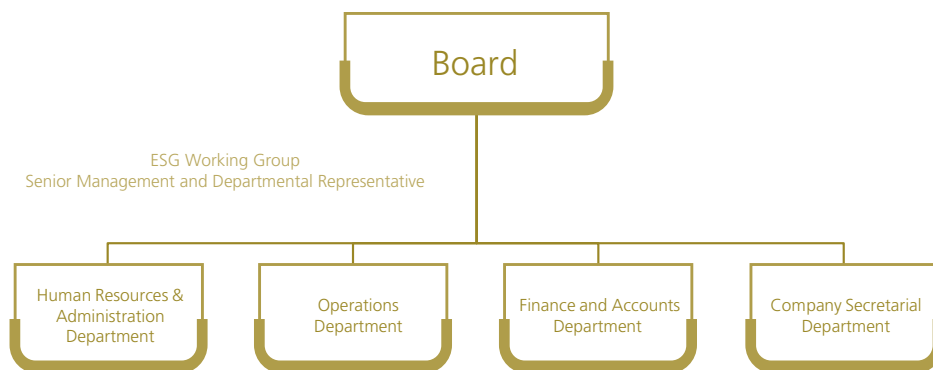 Board
ESG Working Group
Senior Management and Departmental Representative
Human Resources &
Administration
Department
Operations
Department
Finance and Accounts
Department
Company Secretarial
Department